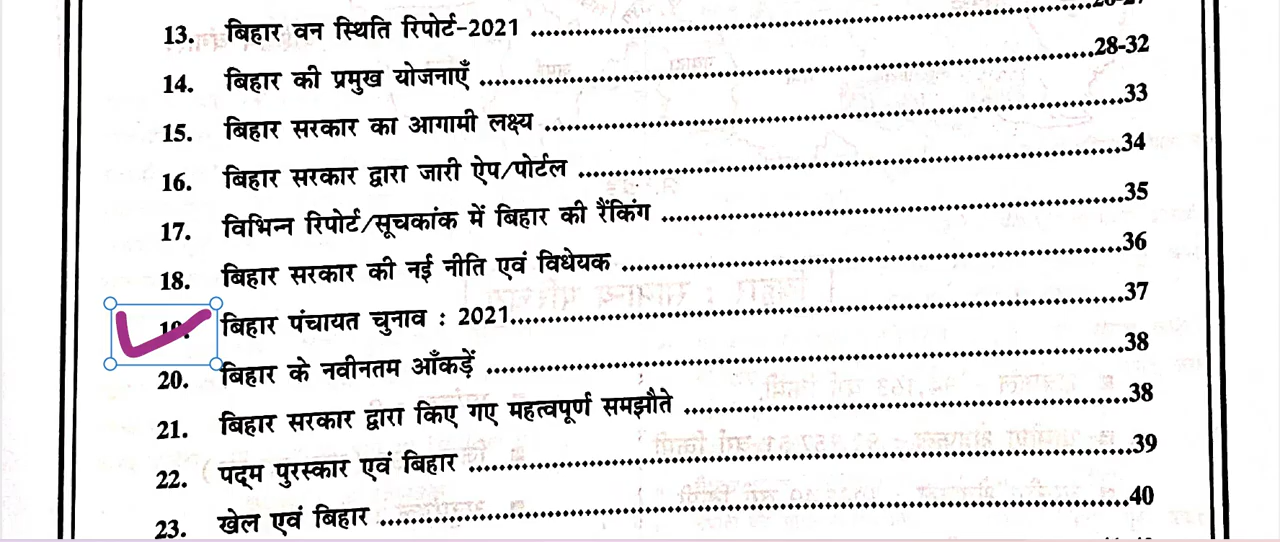 13. बिहार वन स्थिति रिपोर्ट-2021
14. बिहार की प्रमुख योजनाएँ 28-32
15. बिहार सरकार का आगामी लक्ष्य 33
16. बिहार सरकार द्वारा जारी ऐप/पोर्टल 34
17. विभिन्न रिपोर्ट/सूचकांक में बिहार की रैंकिंग 35
18. बिहार सरकार की नई नीति एवं विधेयक 36
19. बिहार पंचायत चुनाव : 2021 37
20. बिहार के नवीनतम आँकड़ें 38
21. बिहार सरकार द्वारा किए गए महत्वपूर्ण समझौते 38
22. पद्म पुरस्कार एवं बिहार 39
23. खेल एवं बिहार 40